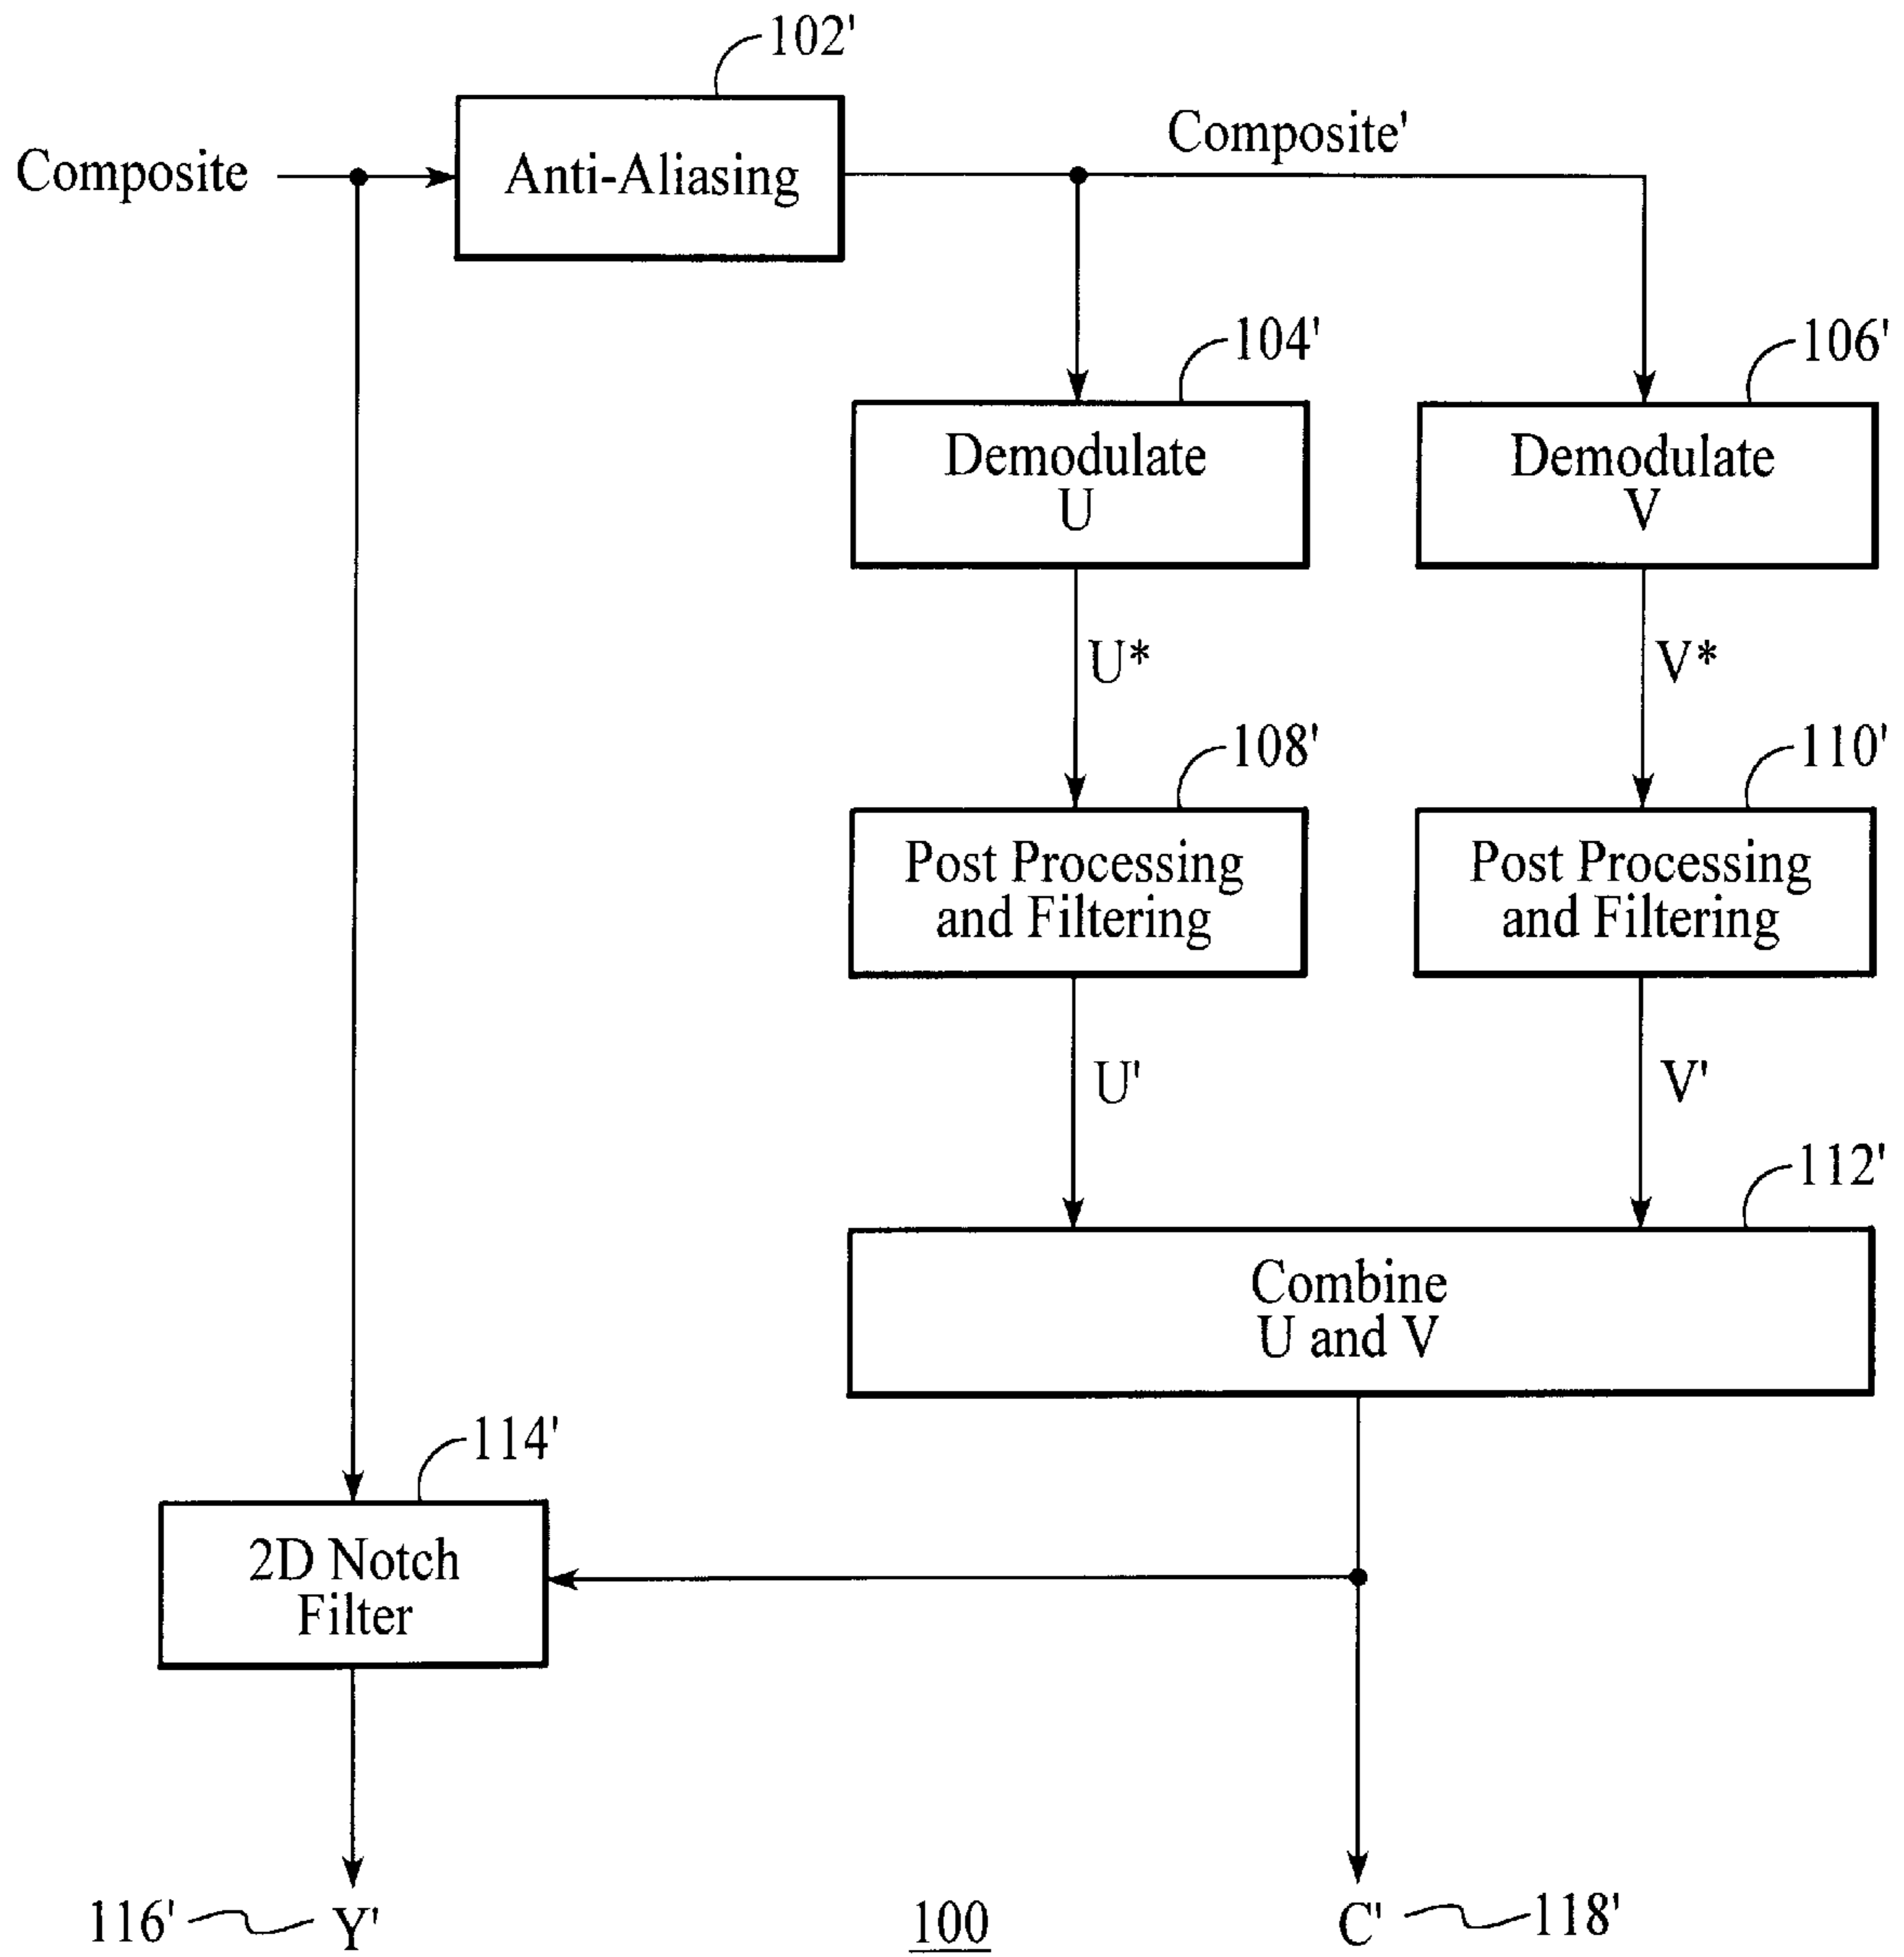 102'
Composite
Anti-Aliasing
Composite'
104'
106'
Demodulate
U
Demodulate
V
U*
V*
108'
110'
Post Processing
and Filtering
Post Processing
and Filtering
U'
V'
112'
Combine
U and V
114'
2D Notch
Filter
116'
Y'
100
C'
118'